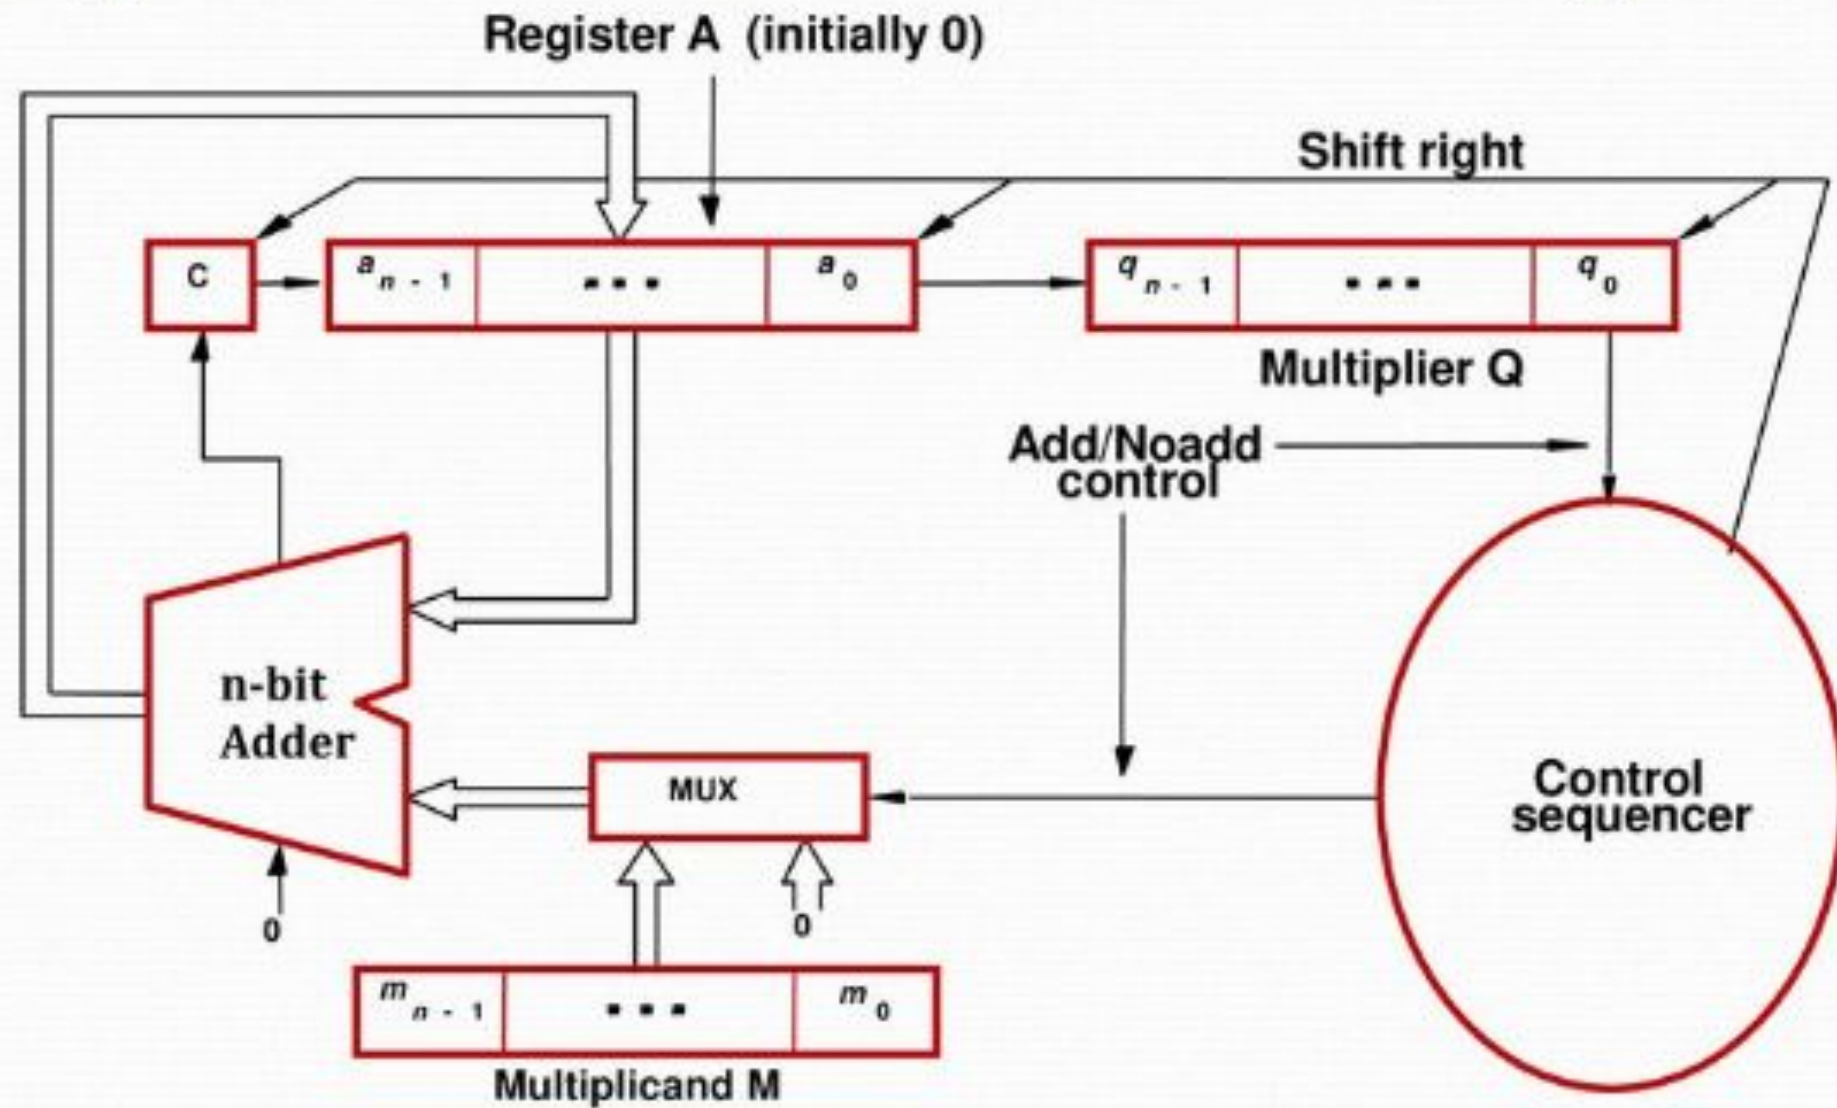 Register A (initially 0)
Shift right
C
a n - 1
...
a 0
q n - 1
...
q 0
Multiplier Q
Add/Noadd
control
n-bit
Adder
MUX
Control
sequencer
0
0
m n - 1
...
m 0
Multiplicand M